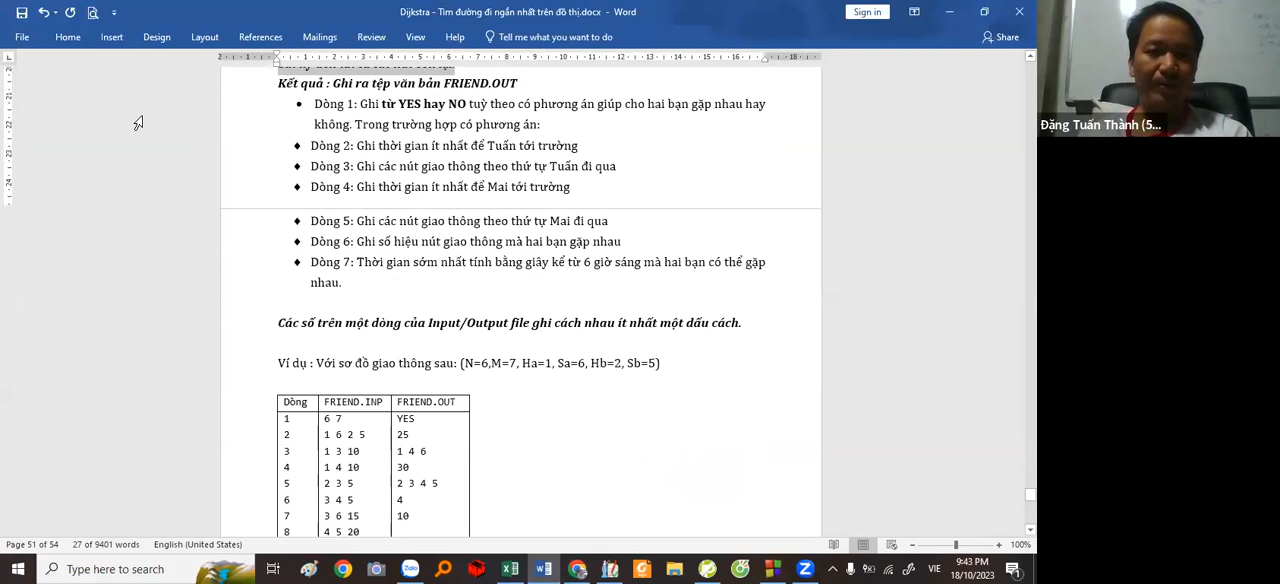 Dijkstra - Tìm đường đi ngắn nhất trên đồ thị.docx - Word
Sign in
File Home Insert Design Layout References Mailings Review View Help Tell me what you want to do Share
Kết quả : Ghi ra tệp văn bản FRIEND.OUT
• Dòng 1: Ghi từ YES hay NO tuỳ theo có phương án giúp cho hai bạn gặp nhau hay
không. Trong trường hợp có phương án:
♦ Dòng 2: Ghi thời gian ít nhất để Tuấn tới trường
♦ Dòng 3: Ghi các nút giao thông theo thứ tự Tuấn đi qua
♦ Dòng 4: Ghi thời gian ít nhất để Mai tới trường
♦ Dòng 5: Ghi các nút giao thông theo thứ tự Mai đi qua
♦ Dòng 6: Ghi số hiệu nút giao thông mà hai bạn gặp nhau
♦ Dòng 7: Thời gian sớm nhất tính bằng giây kể từ 6 giờ sáng mà hai bạn có thể gặp
nhau.
Các số trên một dòng của Input/Output file ghi cách nhau ít nhất một dấu cách.
Ví dụ : Với sơ đồ giao thông sau: (N=6,M=7, Ha=1, Sa=6, Hb=2, Sb=5)
Dòng FRIEND.INP FRIEND.OUT
1 6 7 YES
2 1 6 2 5 25
3 1 3 10 1 4 6
4 1 4 10 30
5 2 3 5 2 3 4 5
6 3 4 5 4
7 3 6 15 10
8 4 5 20
Page 51 of 54 27 of 9401 words English (United States) 100%
Type here to search
Zalo
VIE
9:43 PM
18/10/2023
Đặng Tuấn Thành (5...